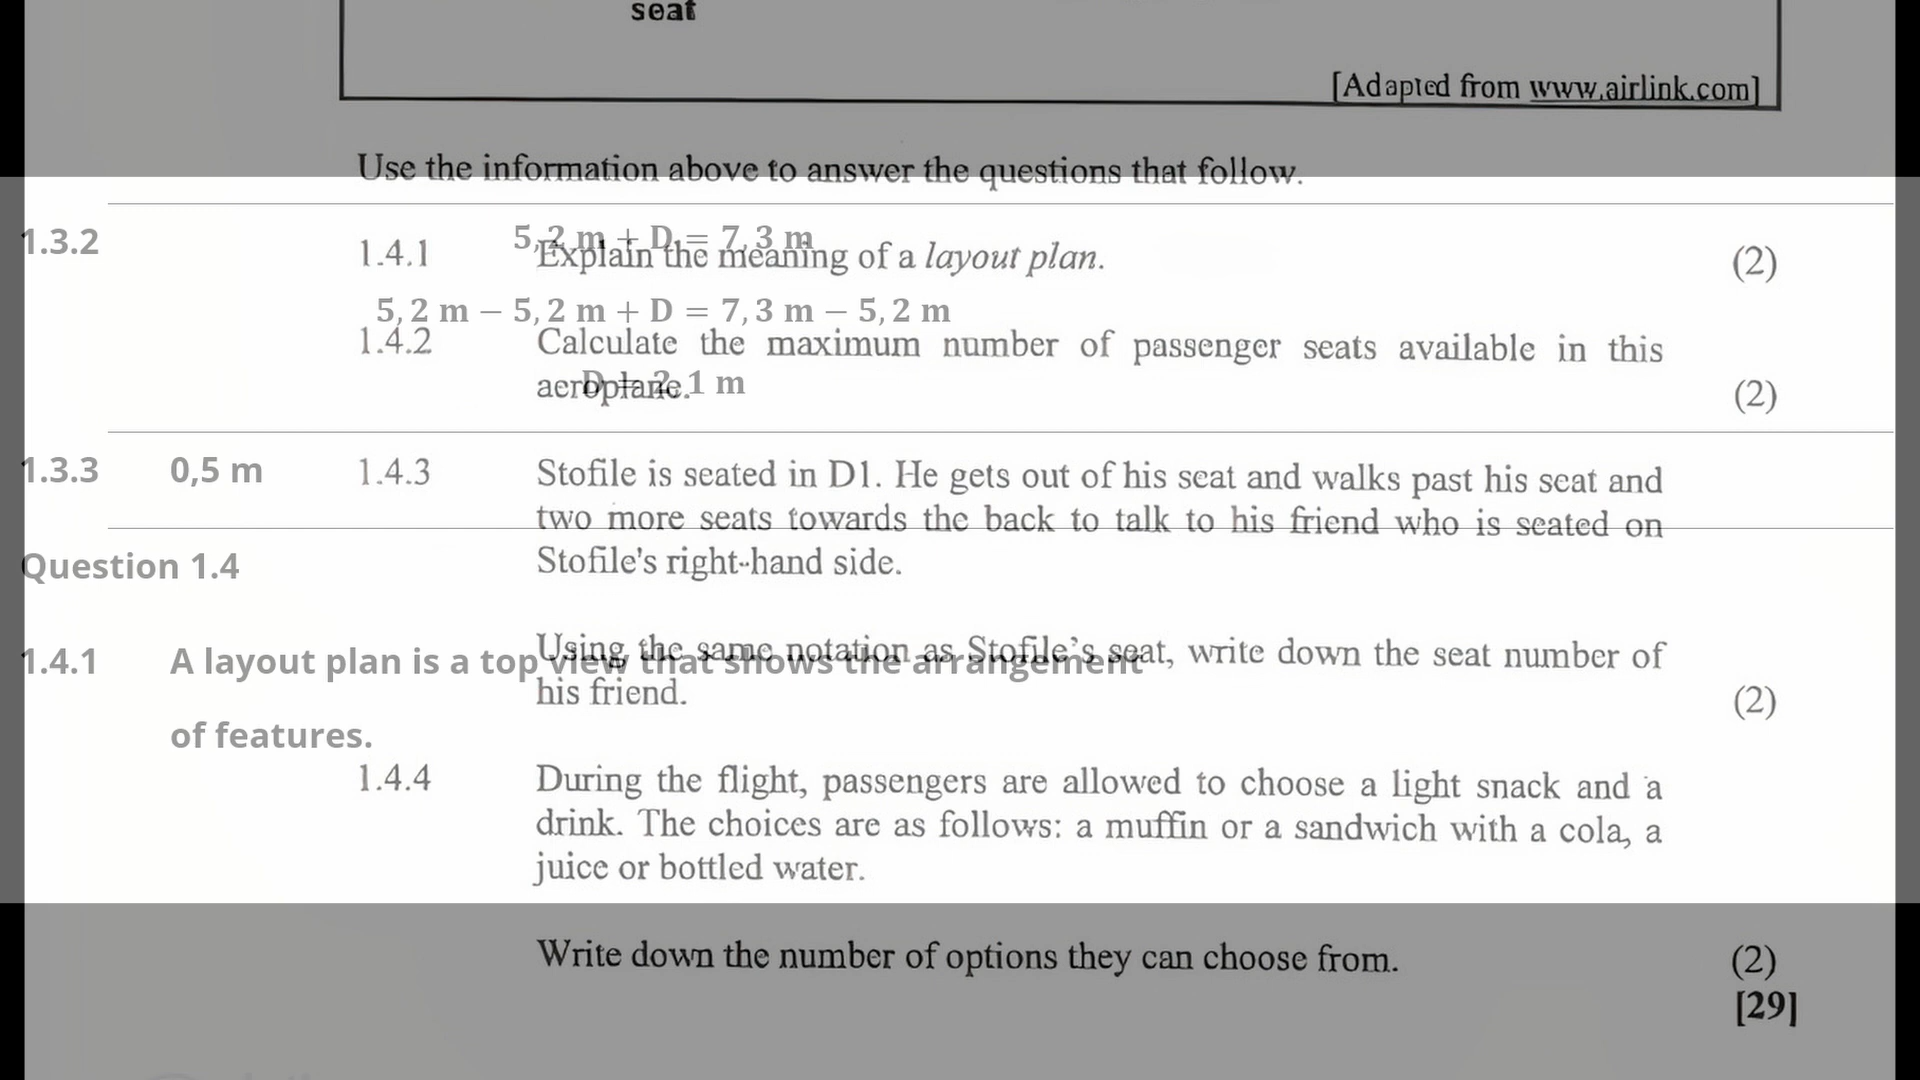 seat
[Adapted from www.airlink.com]
Use the information above to answer the questions that follow.
1.3.2
5,2 m + D = 7,3 m
1.4.1 Explain the meaning of a layout plan. (2)
5,2 m − 5,2 m + D = 7,3 m − 5,2 m
1.4.2 Calculate the maximum number of passenger seats available in this
aeroplane. (2)
D = 2,1 m
1.3.3 0,5 m
1.4.3 Stofile is seated in D1. He gets out of his seat and walks past his seat and
two more seats towards the back to talk to his friend who is seated on
Stofile's right-hand side.
Question 1.4
Using the same notation as Stofile's seat, write down the seat number of
his friend. (2)
1.4.1 A layout plan is a top view that shows the arrangement
of features.
1.4.4 During the flight, passengers are allowed to choose a light snack and a
drink. The choices are as follows: a muffin or a sandwich with a cola, a
juice or bottled water.
Write down the number of options they can choose from. (2)
[29]